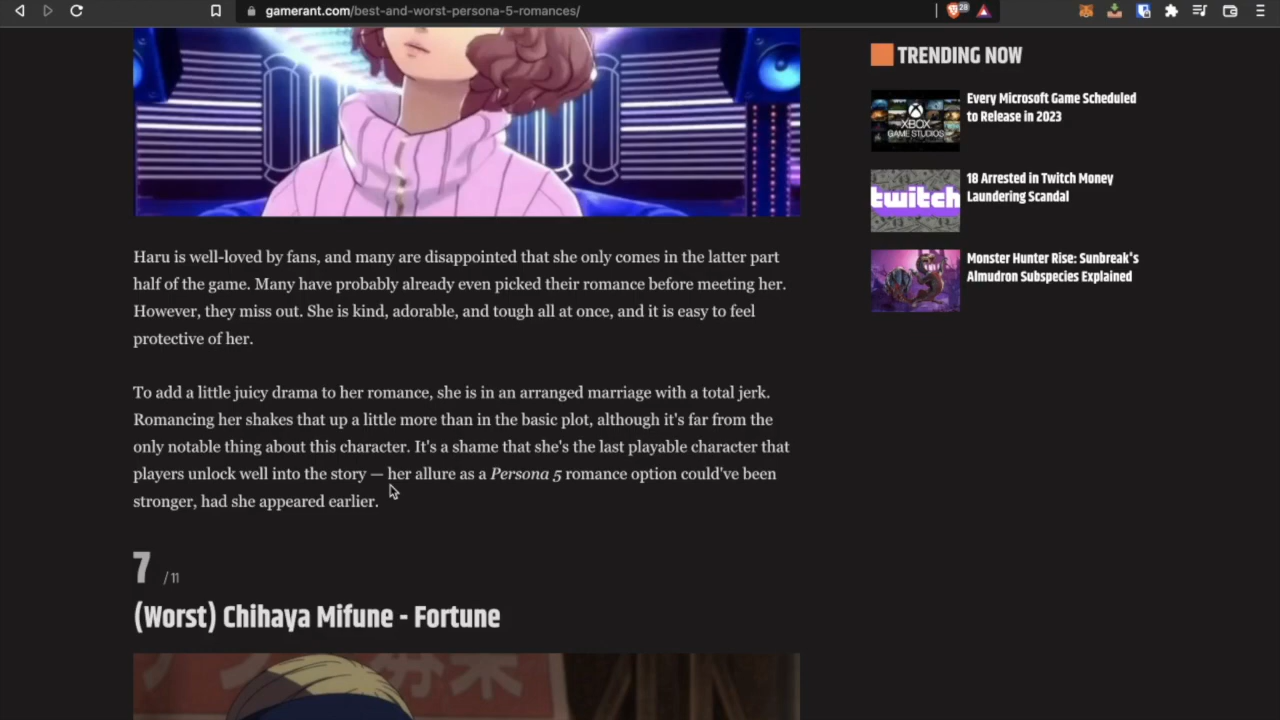 gamerant.com/best-and-worst-persona-5-romances/
28
TRENDING NOW
Every Microsoft Game Scheduled
to Release in 2023
XBOX
GAME STUDIOS
18 Arrested in Twitch Money
Laundering Scandal
twitch
Monster Hunter Rise: Sunbreak's
Almudron Subspecies Explained
Haru is well-loved by fans, and many are disappointed that she only comes in the latter part
half of the game. Many have probably already even picked their romance before meeting her.
However, they miss out. She is kind, adorable, and tough all at once, and it is easy to feel
protective of her.
To add a little juicy drama to her romance, she is in an arranged marriage with a total jerk.
Romancing her shakes that up a little more than in the basic plot, although it's far from the
only notable thing about this character. It's a shame that she's the last playable character that
players unlock well into the story — her allure as a Persona 5 romance option could've been
stronger, had she appeared earlier.
7 / 11
(Worst) Chihaya Mifune - Fortune